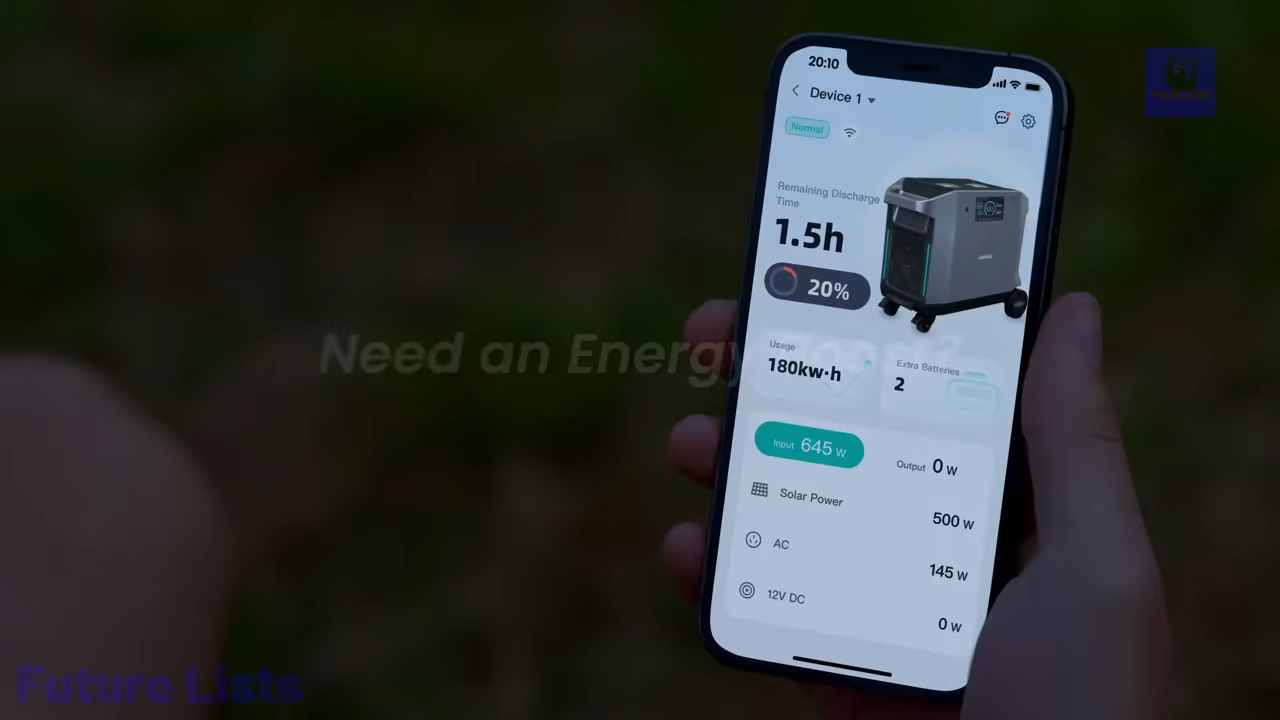 20:10
Device 1
Normal
Remaining Discharge
Time
1.5h
20%
Need an Energy
Usage
180kw·h
Extra Batteries
2
Input 645 W
Output 0 W
Solar Power
500 W
AC
145 W
12V DC
0 W
Future Lists